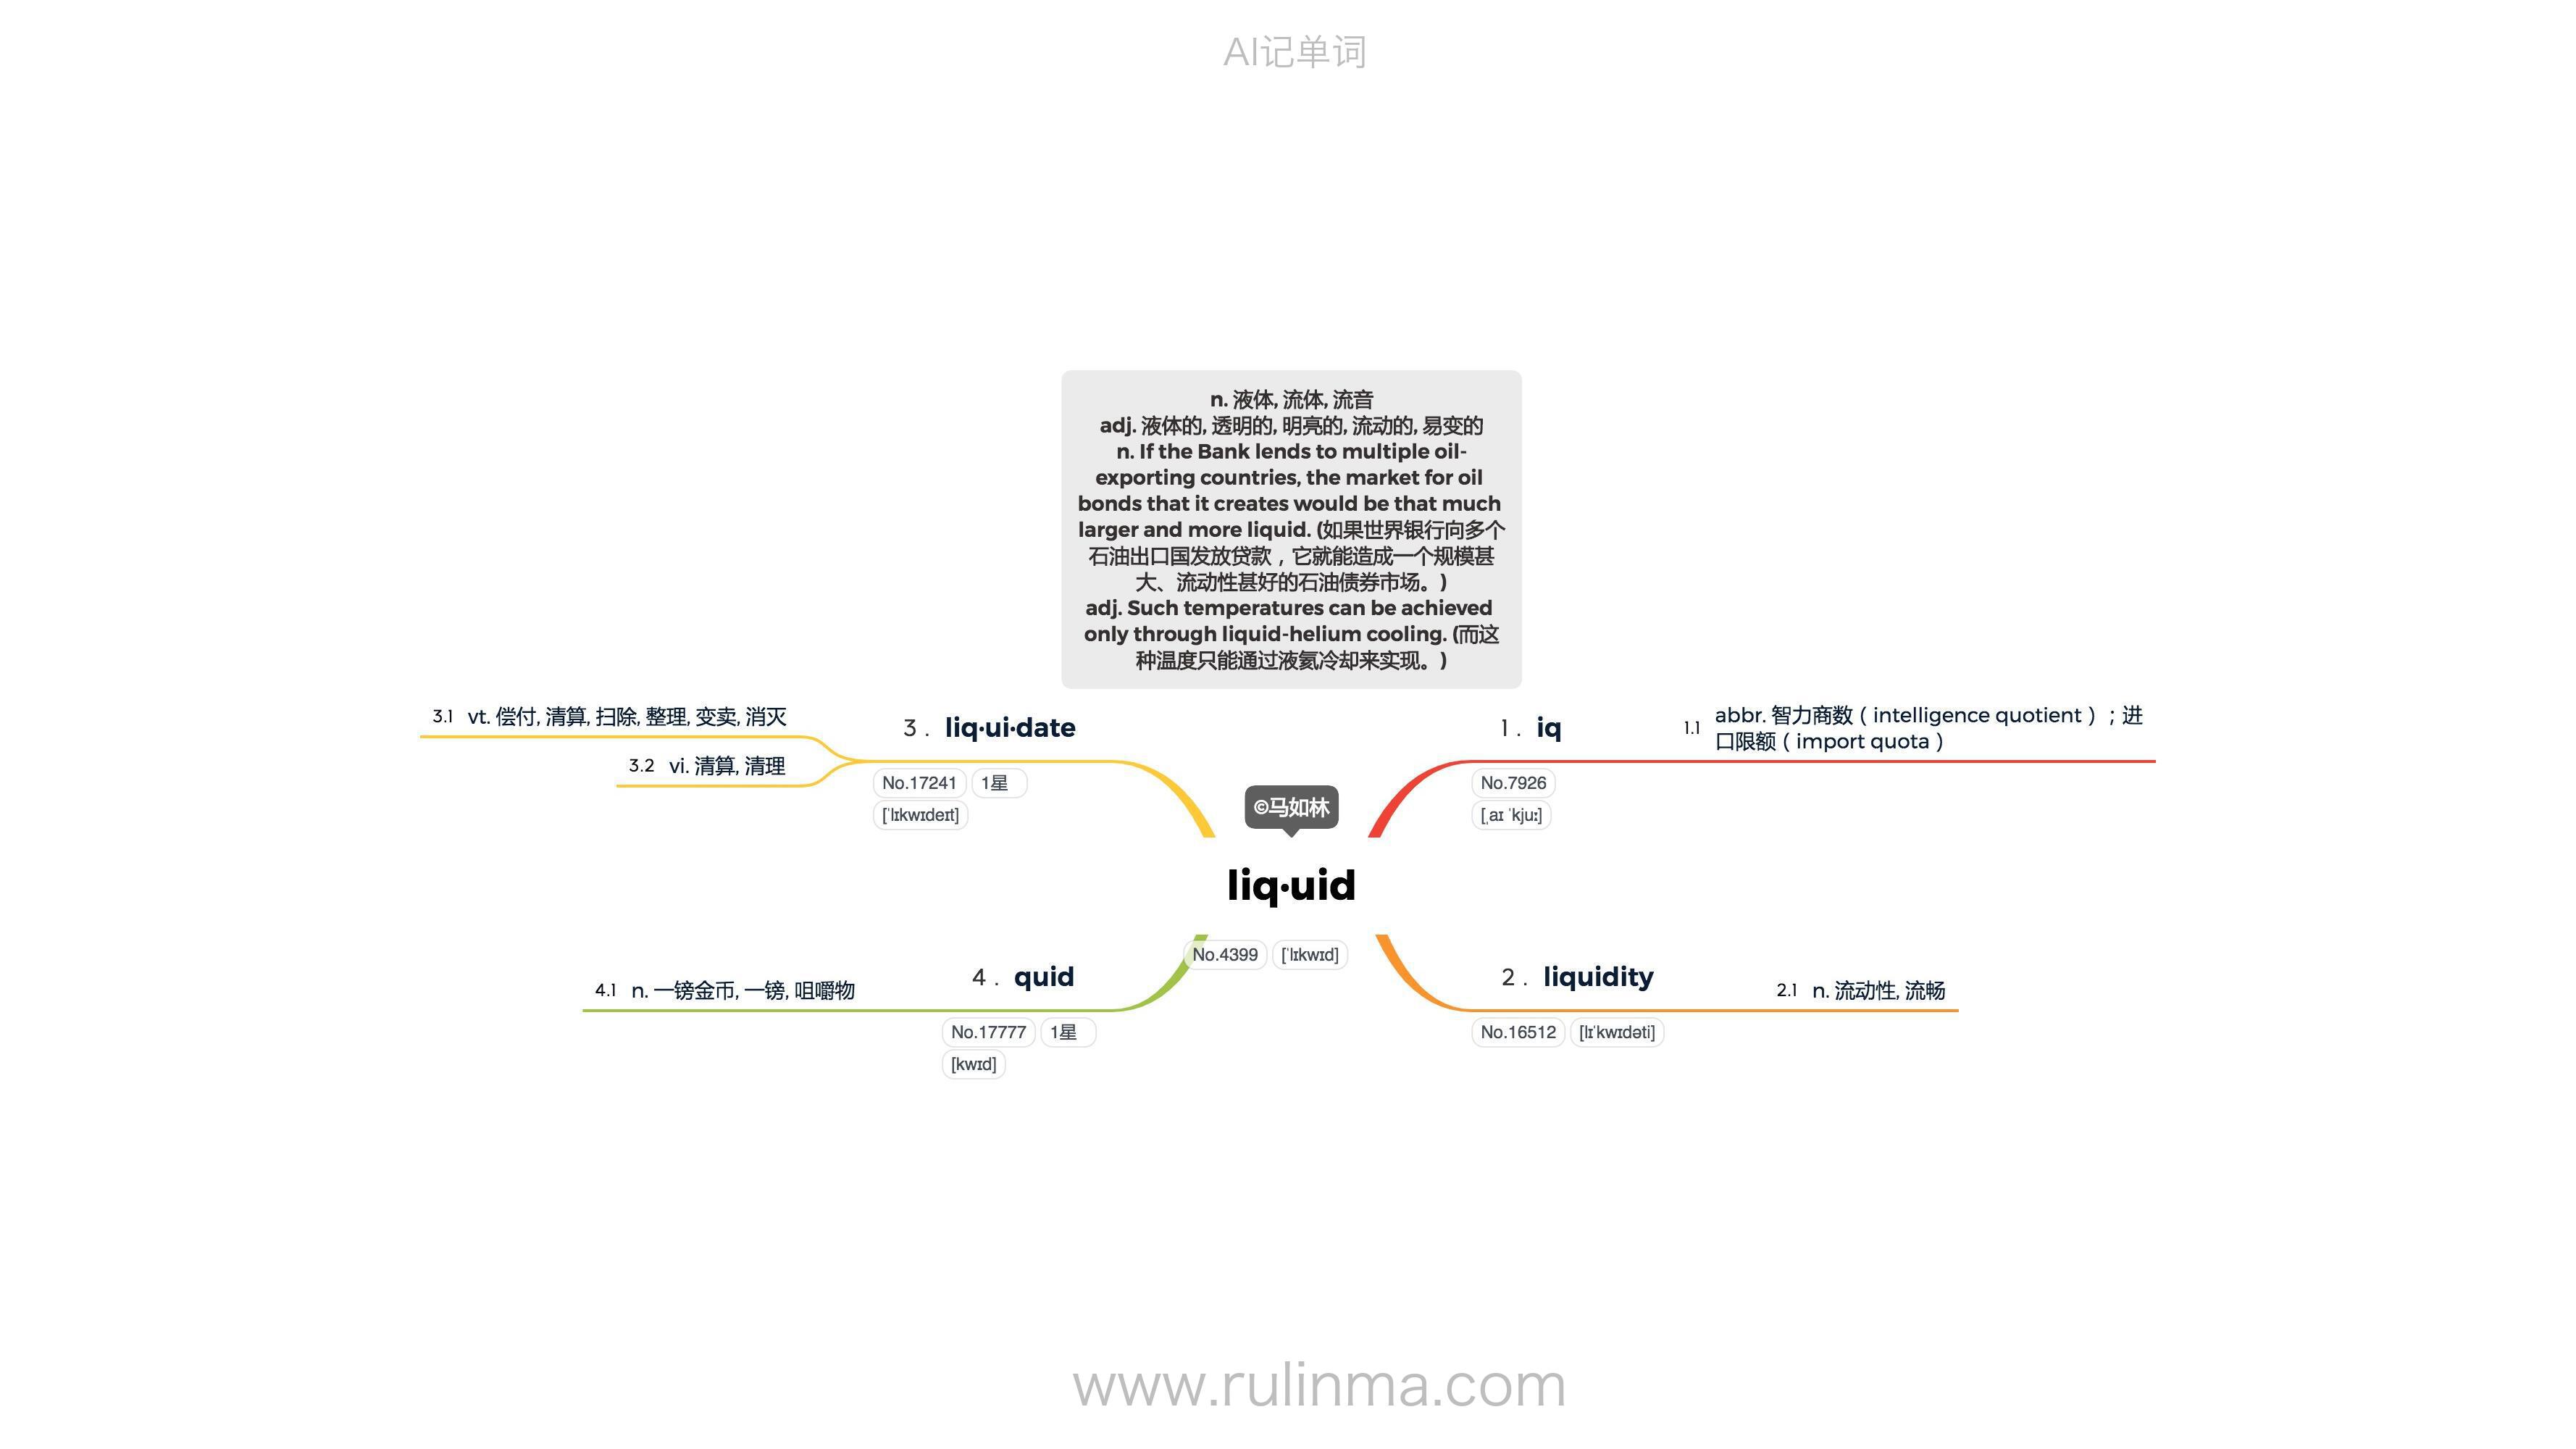 AI记单词
n. 液体, 流体, 流音
adj. 液体的, 透明的, 明亮的, 流动的, 易变的
n. If the Bank lends to multiple oil-
exporting countries, the market for oil
bonds that it creates would be that much
larger and more liquid. (如果世界银行向多个
石油出口国发放贷款，它就能造成一个规模甚
大、流动性甚好的石油债券市场。)
adj. Such temperatures can be achieved
only through liquid-helium cooling. (而这
种温度只能通过液氦冷却来实现。)
©马如林
liq·uid
No.4399 [ˈlɪkwɪd]
1 . iq
No.7926
[ˌaɪ ˈkjuː]
1.1 abbr. 智力商数（intelligence quotient）；进
口限额（import quota）
2 . liquidity
No.16512 [lɪˈkwɪdəti]
2.1 n. 流动性, 流畅
3 . liq·ui·date
No.17241 1星
[ˈlɪkwɪdeɪt]
3.1 vt. 偿付, 清算, 扫除, 整理, 变卖, 消灭
3.2 vi. 清算, 清理
4 . quid
No.17777 1星
[kwɪd]
4.1 n. 一镑金币, 一镑, 咀嚼物
www.rulinma.com